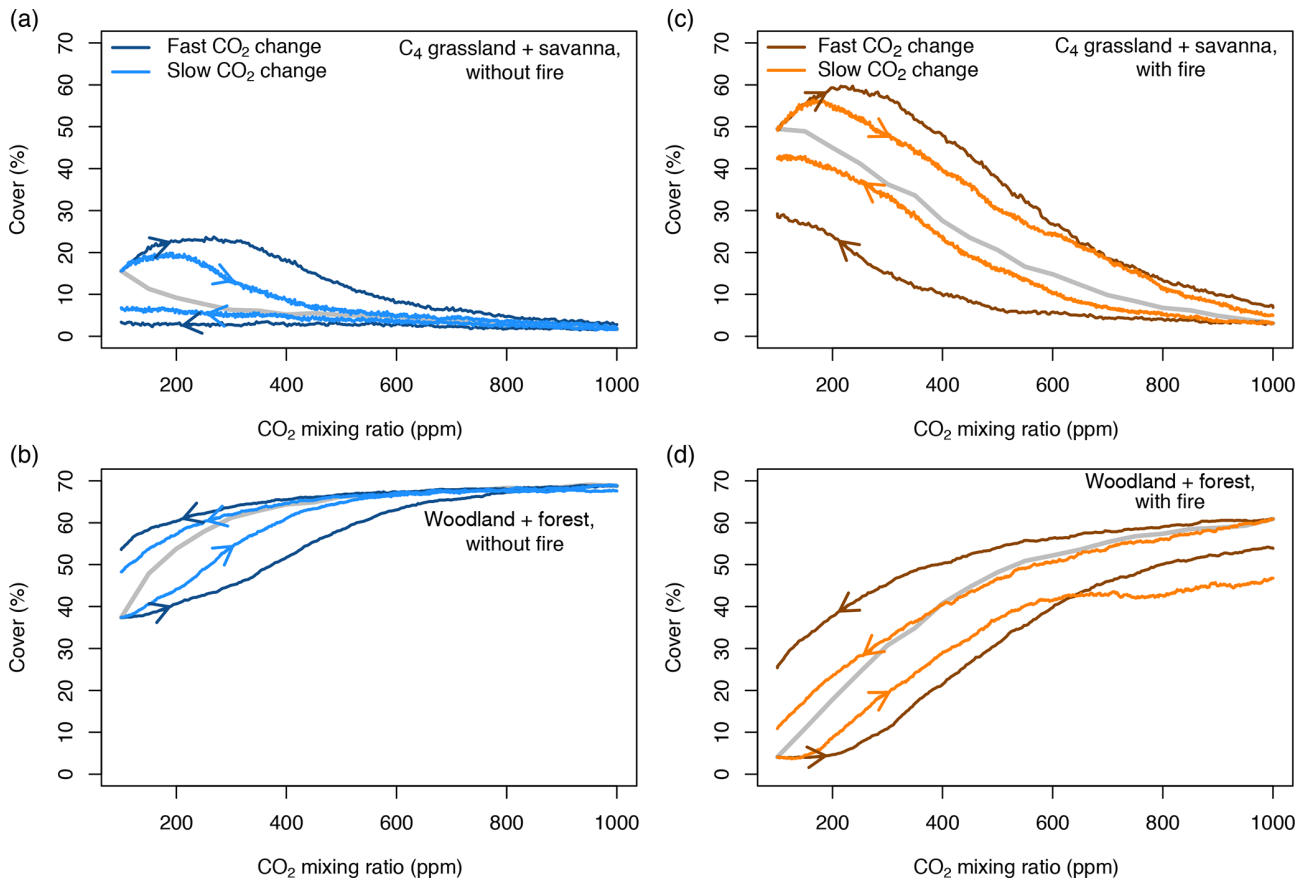 (a)
70
60
50
40
30
20
10
0
Cover (%)
Fast CO₂ change
Slow CO₂ change
C₄ grassland + savanna,
without fire
200 400 600 800 1000
CO₂ mixing ratio (ppm)
(c)
70
60
50
40
30
20
10
0
Cover (%)
Fast CO₂ change
Slow CO₂ change
C₄ grassland + savanna,
with fire
200 400 600 800 1000
CO₂ mixing ratio (ppm)
(b)
70
60
50
40
30
20
10
0
Cover (%)
Woodland + forest,
without fire
200 400 600 800 1000
CO₂ mixing ratio (ppm)
(d)
70
60
50
40
30
20
10
0
Cover (%)
Woodland + forest,
with fire
200 400 600 800 1000
CO₂ mixing ratio (ppm)